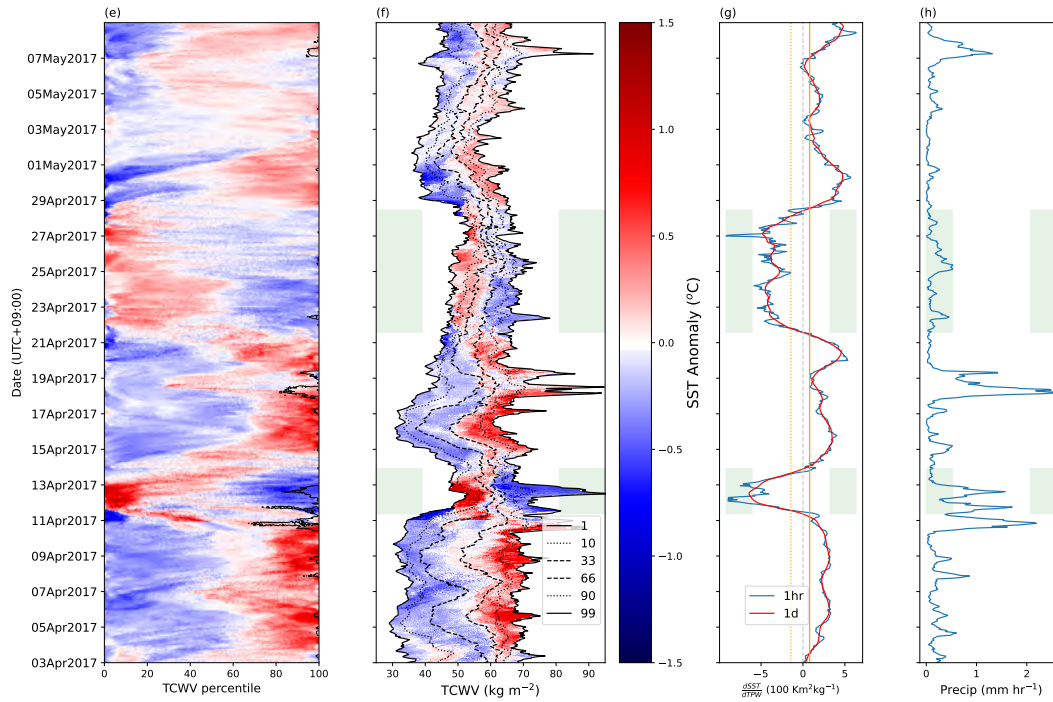 (e)
(f)
(g)
(h)
Date (UTC+09:00)
07May2017
05May2017
03May2017
01May2017
29Apr2017
27Apr2017
25Apr2017
23Apr2017
21Apr2017
19Apr2017
17Apr2017
15Apr2017
13Apr2017
11Apr2017
09Apr2017
07Apr2017
05Apr2017
03Apr2017
0 20 40 60 80 100
TCWV percentile
1
10
33
66
90
99
30 40 50 60 70 80 90
TCWV (kg m⁻²)
1.5
1.0
0.5
0.0
−0.5
−1.0
−1.5
SST Anomaly (°C)
1hr
1d
−5 0 5
dSST/dTPW (100 Km²kg⁻¹)
0 1 2
Precip (mm hr⁻¹)